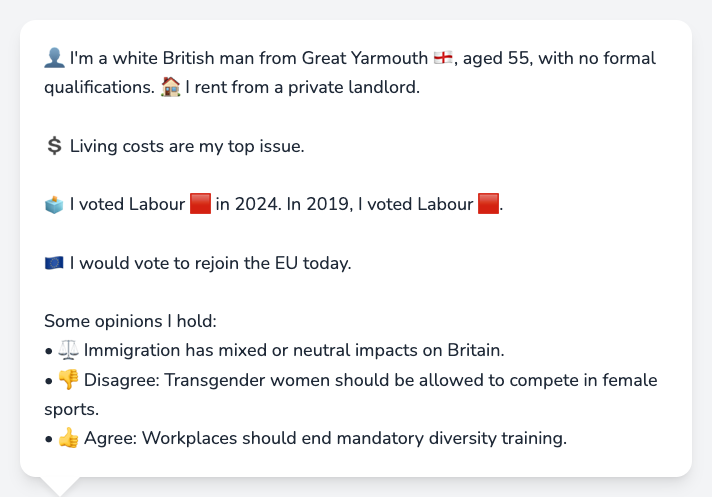 👤 I'm a white British man from Great Yarmouth 🏴󠁧󠁢󠁥󠁮󠁧󠁿, aged 55, with no formal
qualifications. 🏠 I rent from a private landlord.
💲 Living costs are my top issue.
🗳️ I voted Labour 🟥 in 2024. In 2019, I voted Labour 🟥.
🇪🇺 I would vote to rejoin the EU today.
Some opinions I hold:
• ⚖️ Immigration has mixed or neutral impacts on Britain.
• 👎 Disagree: Transgender women should be allowed to compete in female
sports.
• 👍 Agree: Workplaces should end mandatory diversity training.